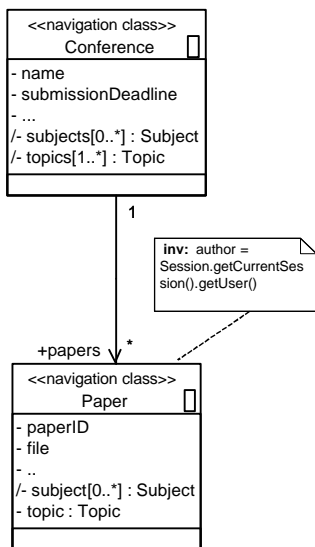 <<navigation class>>
Conference
- name
- submissionDeadline
- ...
/- subjects[0..*] : Subject
/- topics[1..*] : Topic
1
inv: author =
Session.getCurrentSes
sion().getUser()
+papers
*
<<navigation class>>
Paper
- paperID
- file
- ..
/- subject[0..*] : Subject
- topic : Topic